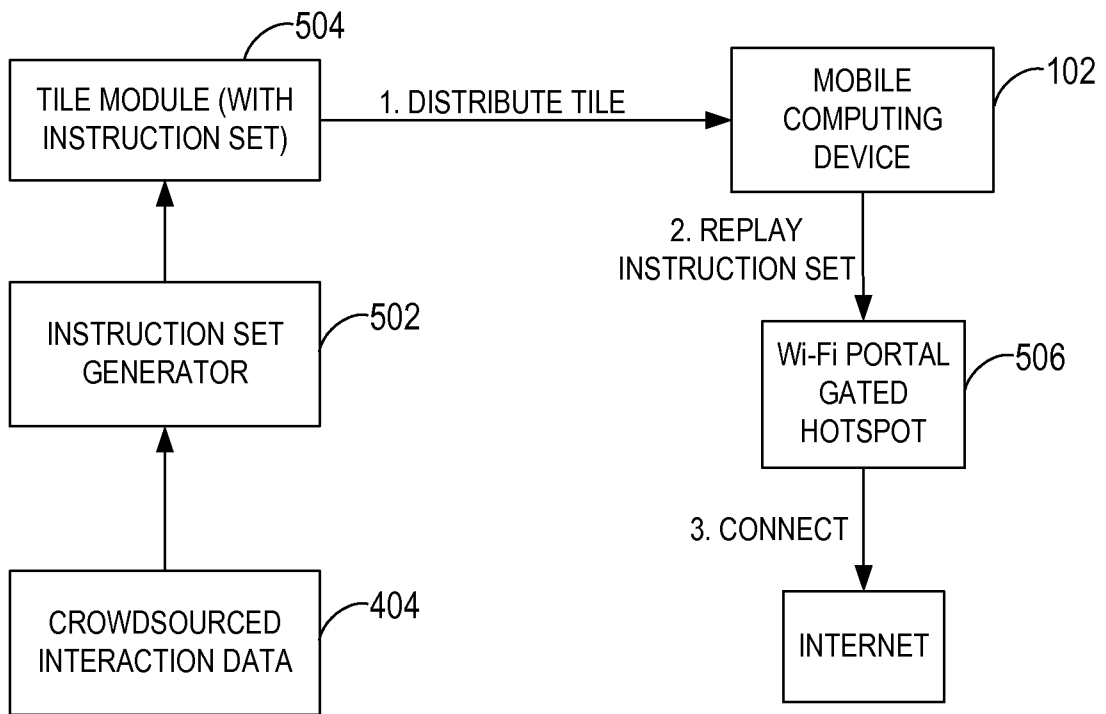 504
TILE MODULE (WITH
INSTRUCTION SET)
1. DISTRIBUTE TILE
MOBILE
COMPUTING
DEVICE
102
2. REPLAY
INSTRUCTION SET
INSTRUCTION SET
GENERATOR
502
Wi-Fi PORTAL
GATED
HOTSPOT
506
3. CONNECT
CROWDSOURCED
INTERACTION DATA
404
INTERNET